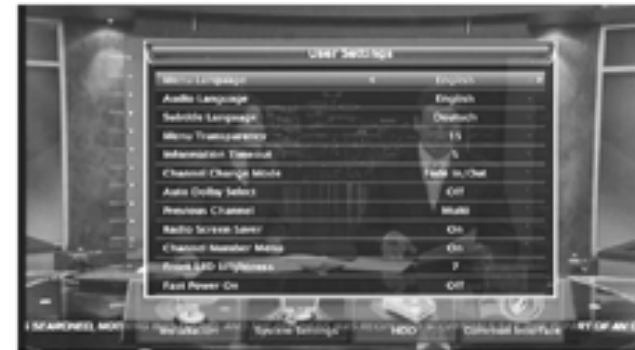 User Settings
Menu Language English
Audio Language English
Subtitle Language Deutsch
Menu Transparency 15
Information Timeout 5
Channel Change Mode Fade In/Out
Auto Dolby Select Off
Previous Channel Multi
Radio Screen Saver On
Channel Number Menu On
Front LED Brightness 7
Fast Power On Off
Installation System Settings HDD Common Interface